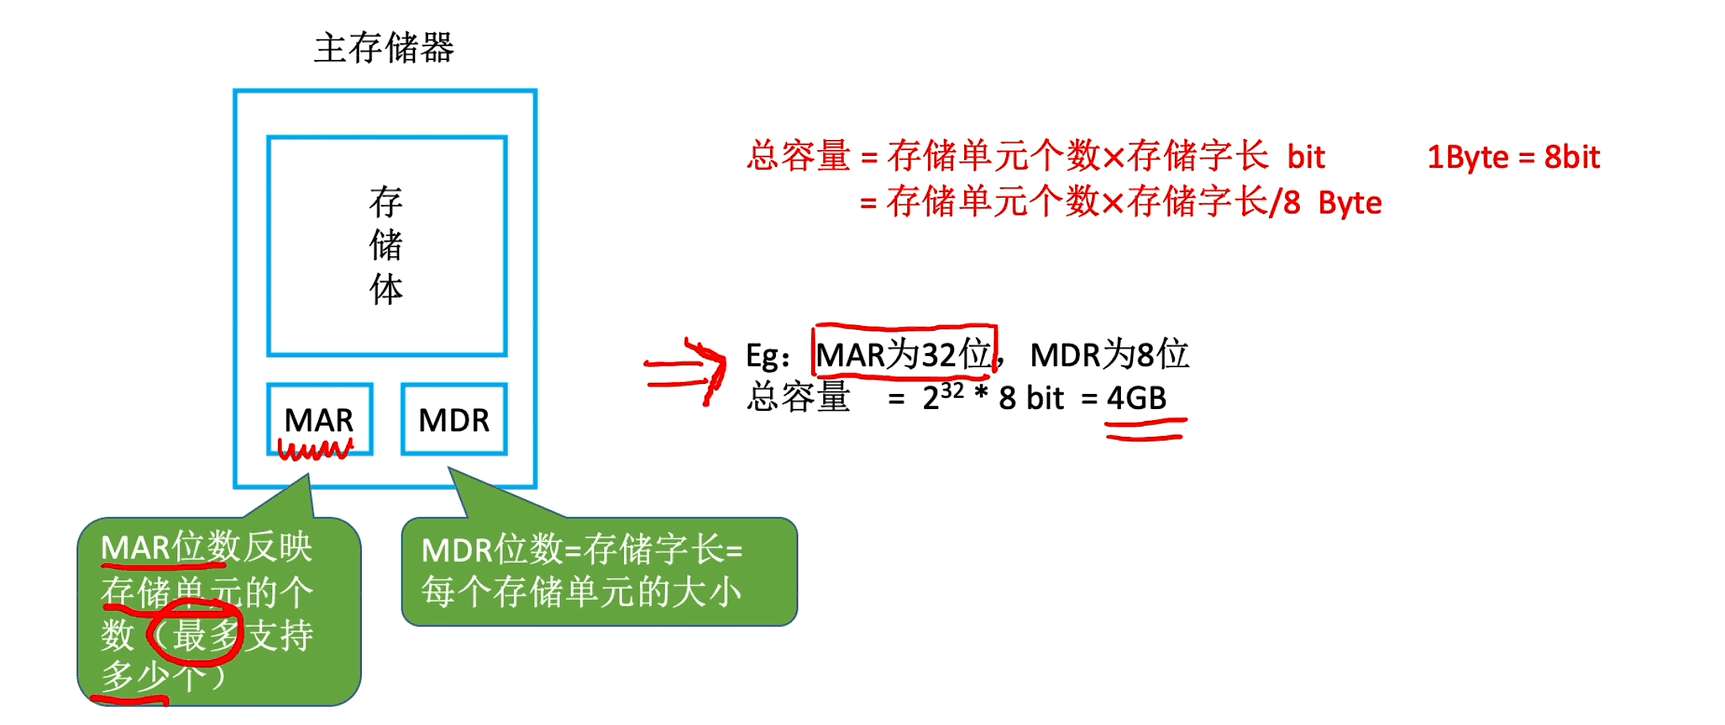 主存储器
存
储
体
MAR
MDR
MAR位数反映
存储单元的个
数（最多支持
多少个）
MDR位数=存储字长=
每个存储单元的大小
总容量 = 存储单元个数×存储字长 bit 1Byte = 8bit
= 存储单元个数×存储字长/8 Byte
Eg：MAR为32位，MDR为8位
总容量 = 2³² * 8 bit = 4GB